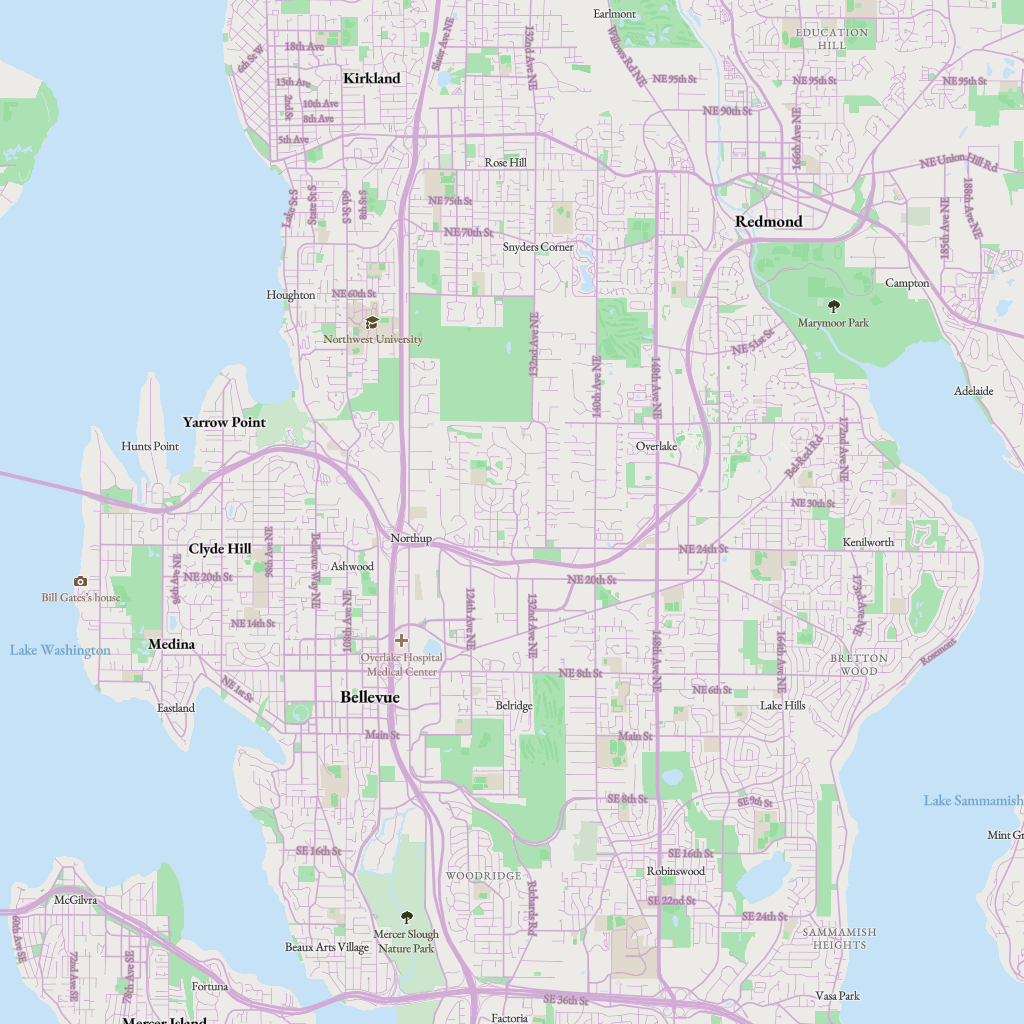 Earlmont
EDUCATION
HILL
18th Ave
Slater Ave NE
132nd Ave NE
Willows Rd NE
6th St W
Kirkland
NE 95th St
NE 95th St
NE 95th St
15th Ave
2nd St
10th Ave
8th Ave
NE 90th St
5th Ave
166th Ave NE
Rose Hill
NE Union Hill Rd
Lake St S
State St S
6th St S
8th St S
NE 75th St
188th Ave NE
185th Ave NE
Redmond
NE 70th St
Snyders Corner
Campton
Houghton
NE 60th St
Marymoor Park
Northwest University
132nd Ave NE
NE 51st St
140th Ave NE
148th Ave NE
Adelaide
Yarrow Point
172nd Ave NE
Hunts Point
Overlake
Bel-Red Rd
NE 30th St
Northup
Kenilworth
Clyde Hill
98th Ave NE
Bellevue Way NE
NE 24th St
Ashwood
NE 20th St
NE 20th St
Bill Gates's house
124th Ave NE
132nd Ave NE
173rd Ave NE
NE 14th St
Medina
Lake Washington
Overlake Hospital
Medical Center
148th Ave NE
164th Ave NE
Rosemont
BRETTON
WOOD
NE 8th St
NE 1st St
Bellevue
NE 6th St
Eastland
Belridge
Lake Hills
Main St
Main St
SE 8th St
SE 9th St
Lake Sammamish
Mint Gr
SE 16th St
SE 16th St
Robinswood
WOODRIDGE
McGilvra
SE 22nd St
Richards Rd
SE 24th St
60th Ave SE
Mercer Slough
Nature Park
Beaux Arts Village
SAMMAMISH
HEIGHTS
72nd Ave SE
78th Ave SE
Fortuna
SE 36th St
Vasa Park
Factoria
Mercer Island